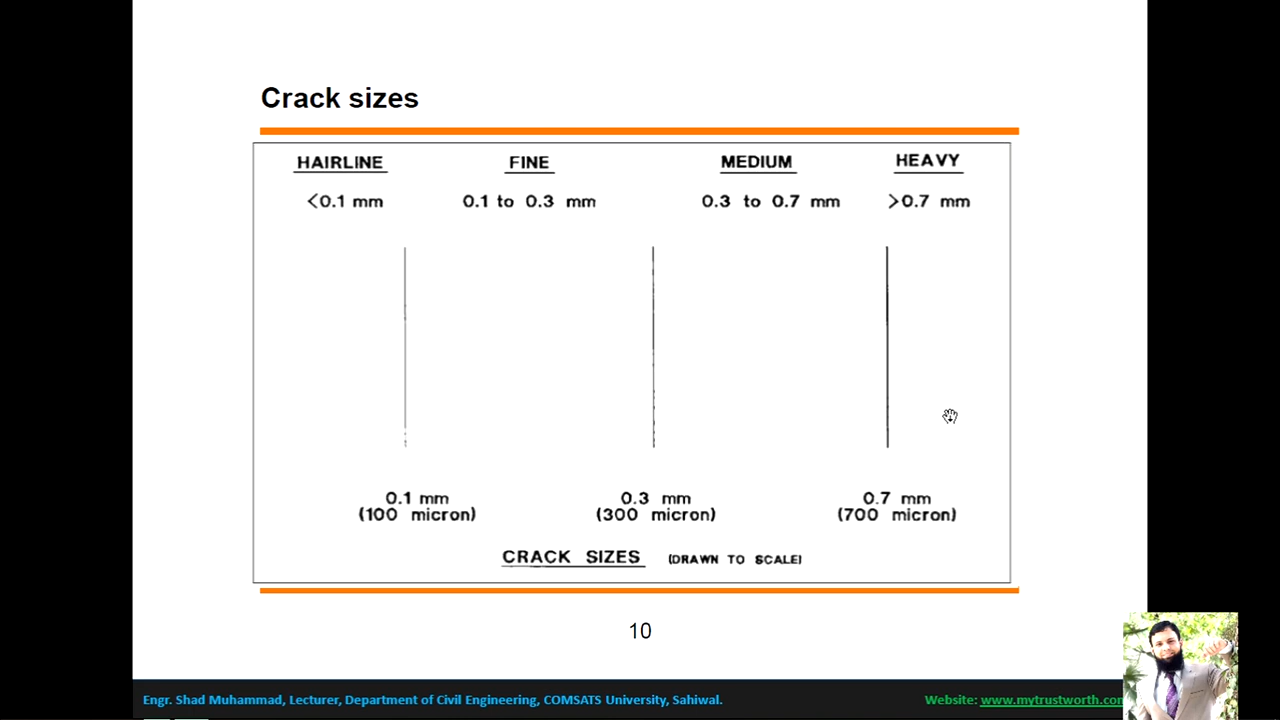 Crack sizes
HAIRLINE FINE MEDIUM HEAVY
<0.1 mm 0.1 to 0.3 mm 0.3 to 0.7 mm >0.7 mm
0.1 mm 0.3 mm 0.7 mm
(100 micron) (300 micron) (700 micron)
CRACK SIZES (DRAWN TO SCALE)
10
Engr. Shad Muhammad, Lecturer, Department of Civil Engineering, COMSATS University, Sahiwal. Website: www.mytrustworth.com